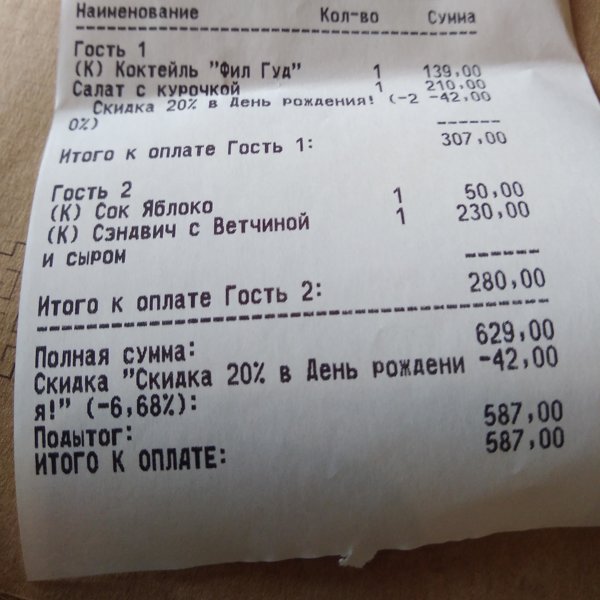 Наименование Кол-во Сумма
Гость 1
(К) Коктейль "Фил Гуд" 1 139,00
Салат с курочкой 1 210,00
Скидка 20% в День рождения! (-2 -42,00
0%)
Итого к оплате Гость 1: 307,00
Гость 2
(К) Сок Яблоко 1 50,00
(К) Сэндвич с Ветчиной 1 230,00
и сыром
Итого к оплате Гость 2: 280,00
Полная сумма: 629,00
Скидка "Скидка 20% в День рождени -42,00
я!" (-6,68%):
Подытог: 587,00
ИТОГО К ОПЛАТЕ: 587,00